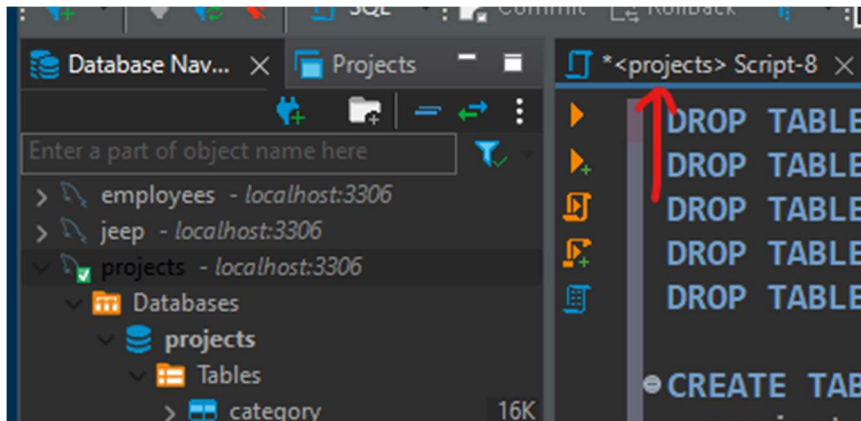 SQL Commit Rollback
Database Nav... Projects
*<projects> Script-8
Enter a part of object name here
employees - localhost:3306
jeep - localhost:3306
projects - localhost:3306
Databases
projects
Tables
category 16K
DROP TABLE
DROP TABLE
DROP TABLE
DROP TABLE
DROP TABLE
CREATE TAB